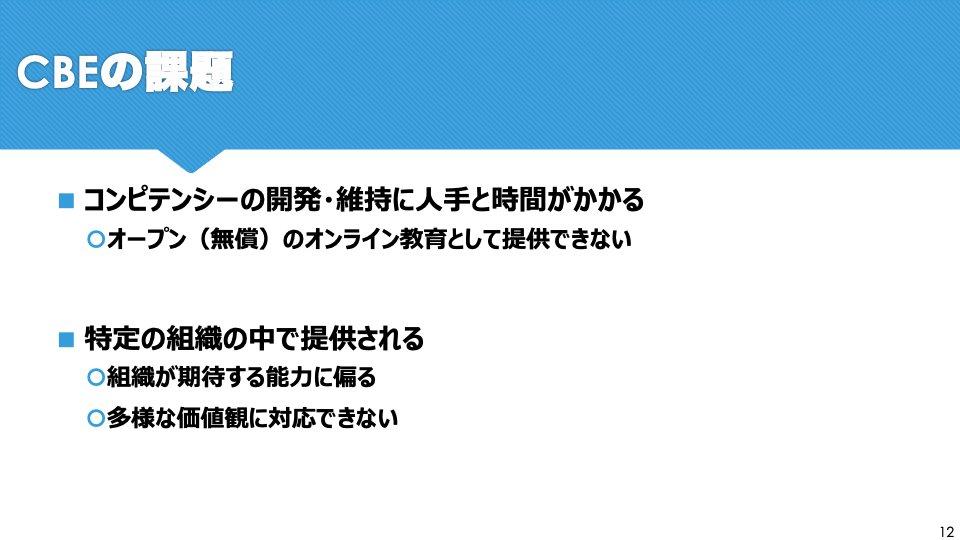 CBEの課題
コンピテンシーの開発・維持に人手と時間がかかる
オープン（無償）のオンライン教育として提供できない
特定の組織の中で提供される
組織が期待する能力に偏る
多様な価値観に対応できない
12